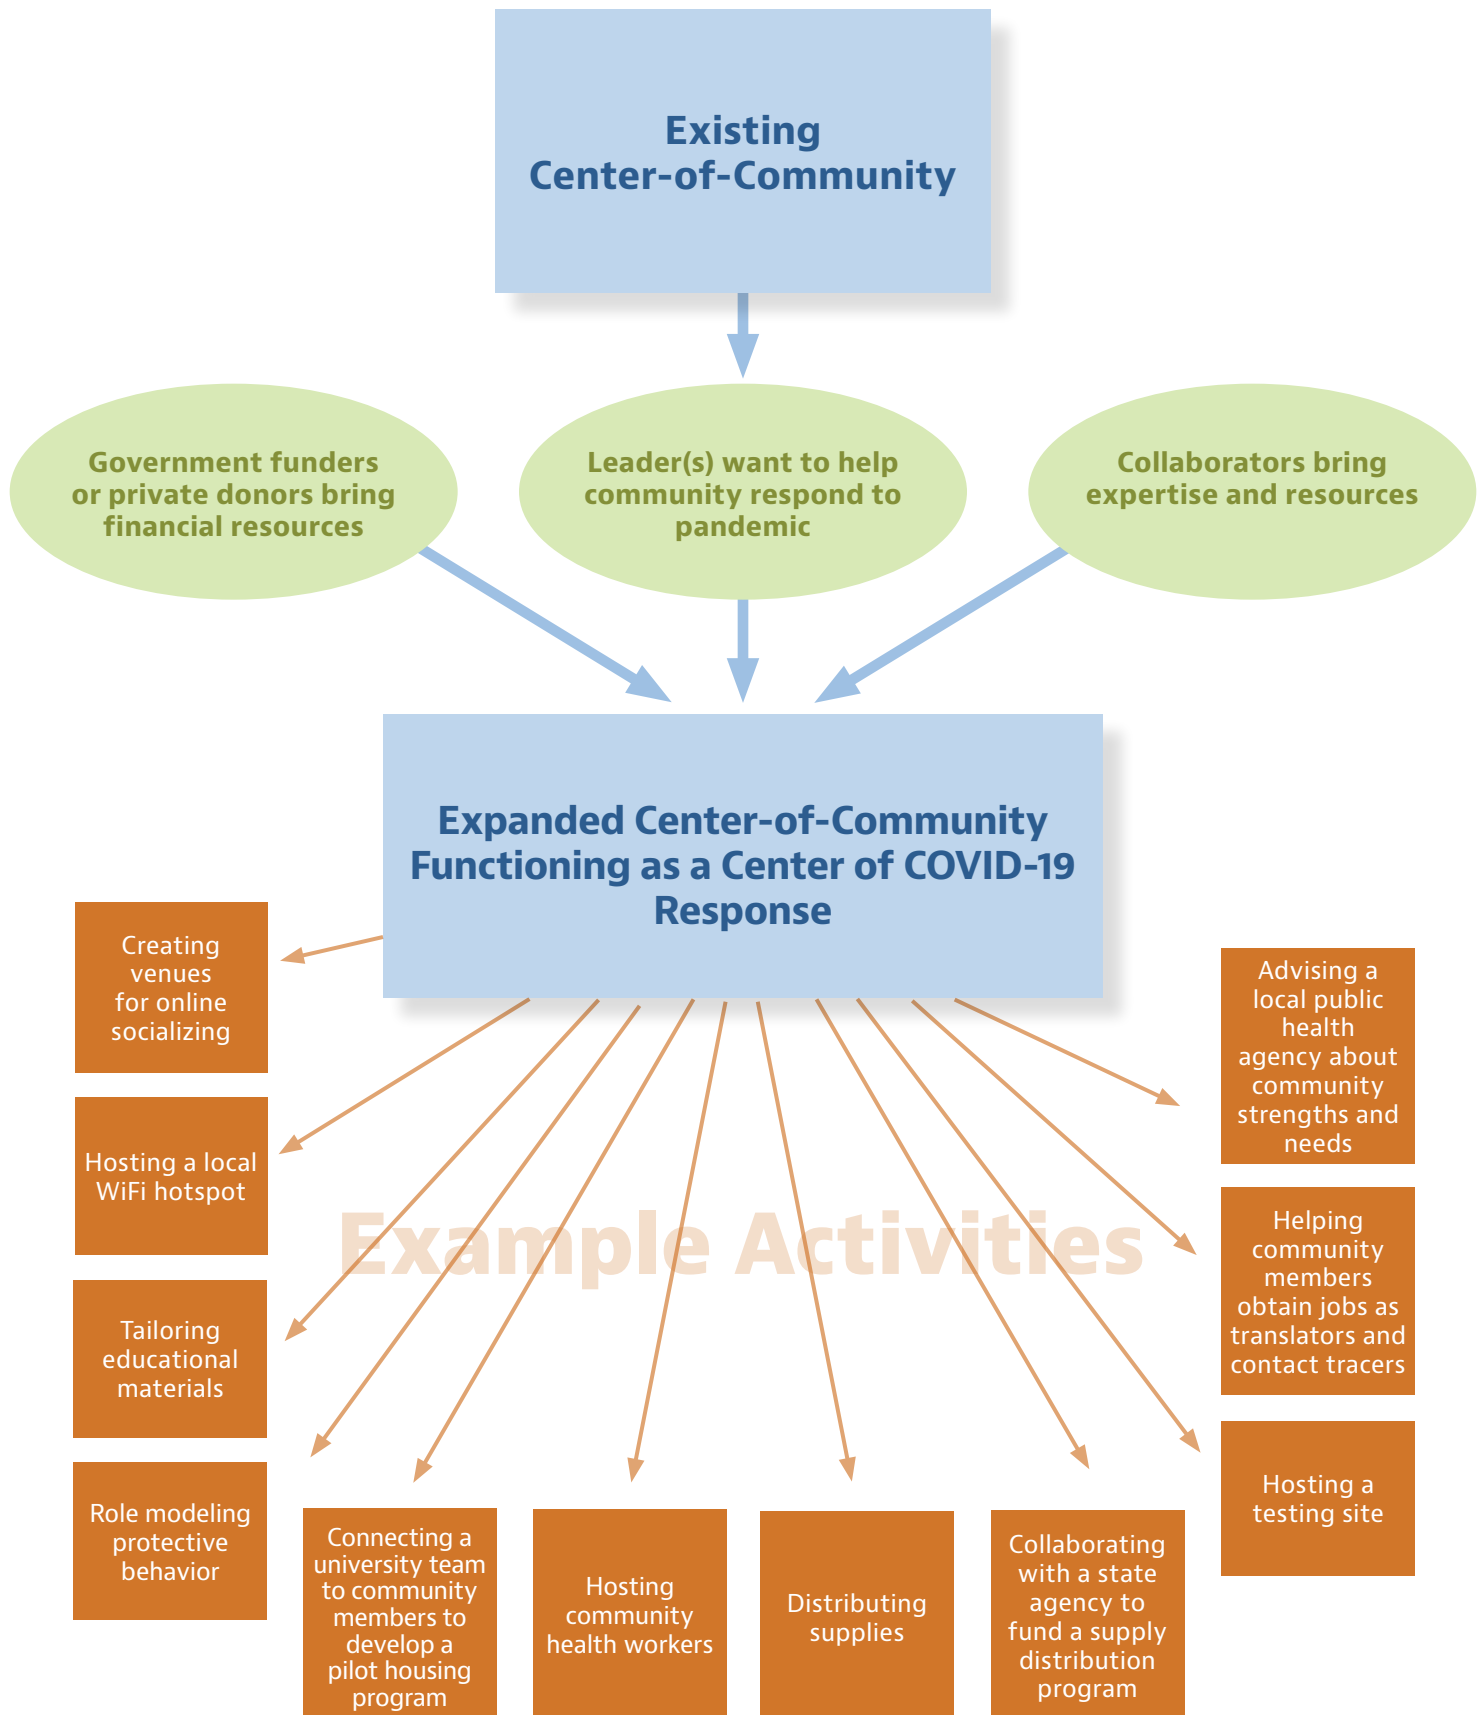 Existing
Center-of-Community
Government funders
or private donors bring
financial resources
Leader(s) want to help
community respond to
pandemic
Collaborators bring
expertise and resources
Expanded Center-of-Community
Functioning as a Center of COVID-19
Response
Creating
venues
for online
socializing
Hosting a local
WiFi hotspot
Tailoring
educational
materials
Role modeling
protective
behavior
Connecting a
university team
to community
members to
develop a
pilot housing
program
Hosting
community
health workers
Distributing
supplies
Collaborating
with a state
agency to
fund a supply
distribution
program
Hosting a
testing site
Helping
community
members
obtain jobs as
translators and
contact tracers
Advising a
local public
health
agency about
community
strengths and
needs
Example Activities